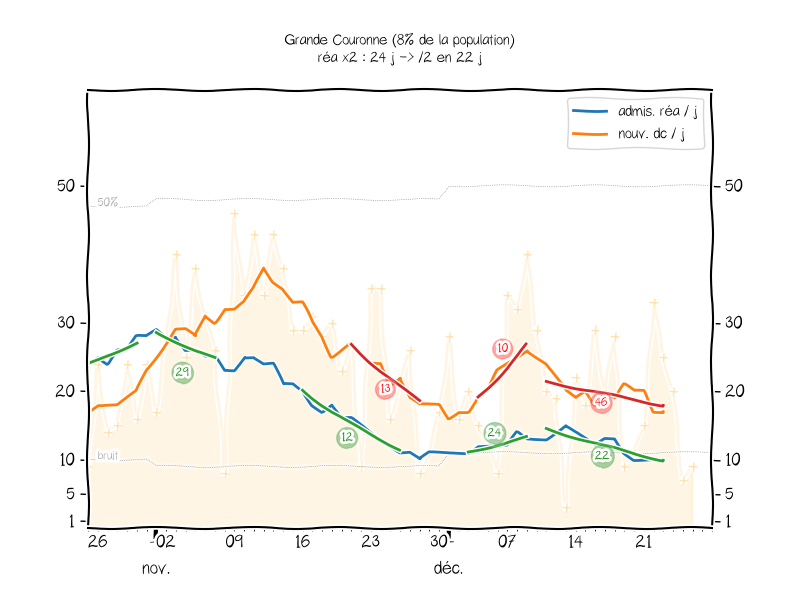 Grande Couronne (8% de la population)
réa x2 : 24 j -> /2 en 22 j
admis. réa / j
nouv. dc / j
50 50
50%
30 30
10
29
13
20 20
46
24
12
22
bruit
10 10
5 5
1 1
26 02 09 16 23 30 07 14 21
nov. déc.